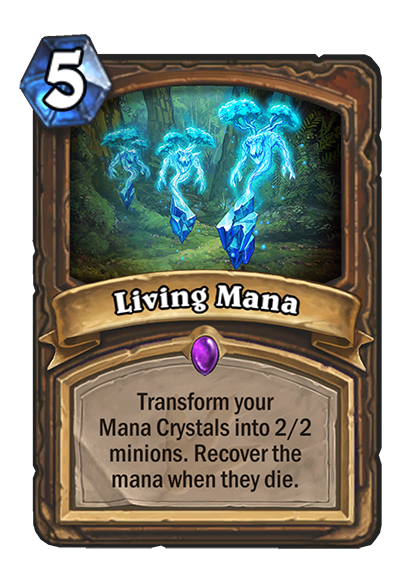 5
Living Mana
Transform your
Mana Crystals into 2/2
minions. Recover the
mana when they die.